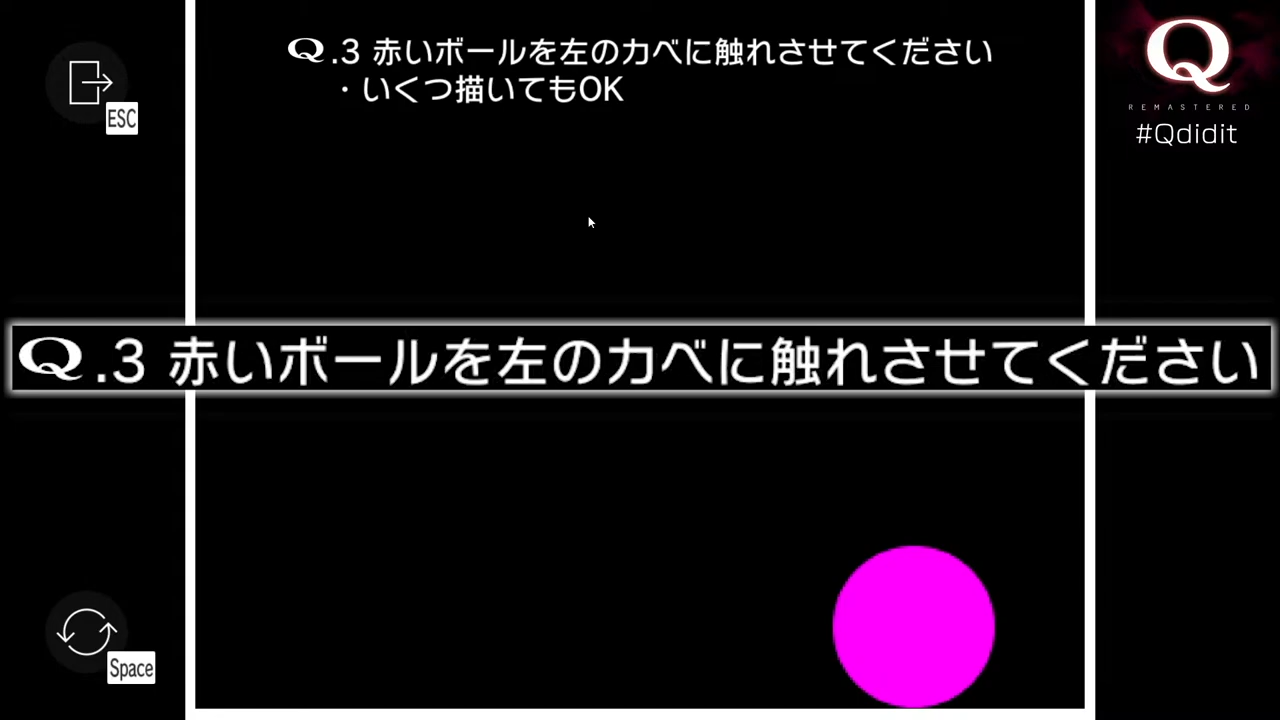 Q.3 赤いボールを左のカベに触れさせてください
・いくつ描いてもOK
ESC
Q
REMASTERED
#Qdidit
Q.3 赤いボールを左のカベに触れさせてください
Space